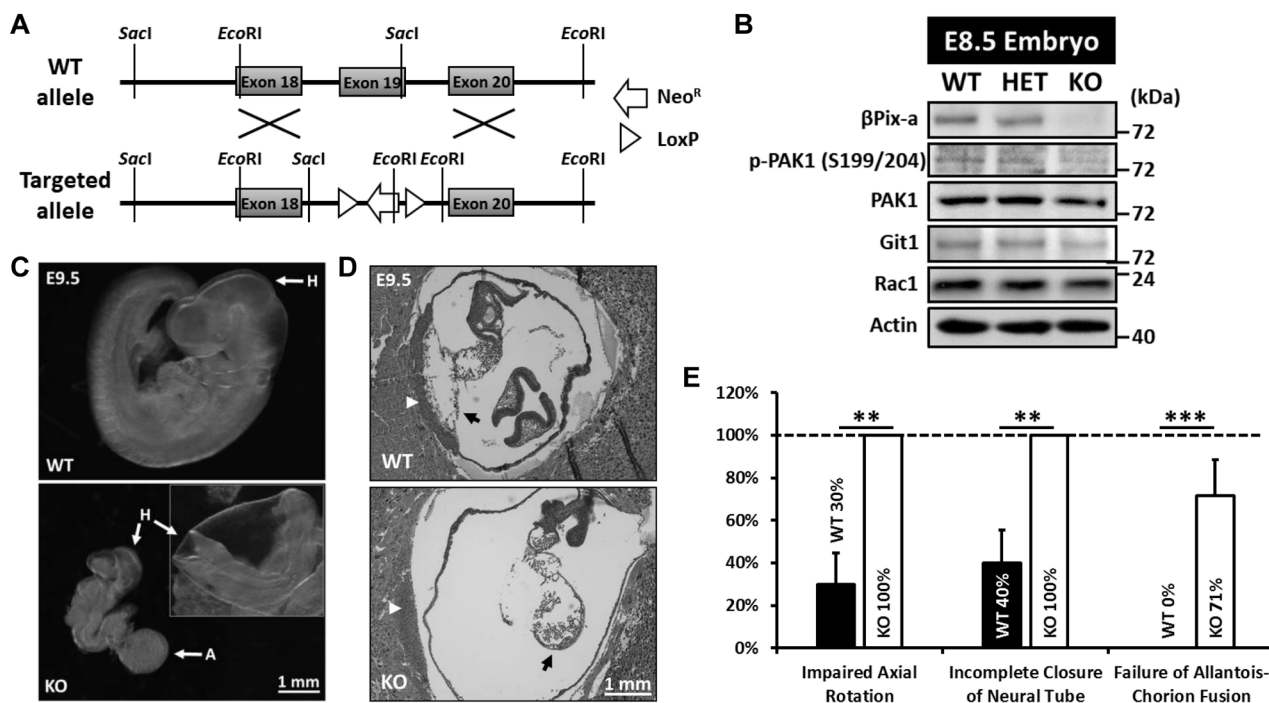 A
SacI EcoRI SacI EcoRI
WT allele
Exon 18 Exon 19 Exon 20
Neo^R
LoxP
SacI EcoRI SacI EcoRI EcoRI EcoRI
Targeted allele
Exon 18 Exon 20
B
E8.5 Embryo
WT HET KO (kDa)
βPix-a 72
p-PAK1 (S199/204) 72
PAK1 72
Git1 72
Rac1 24
Actin 40
C
E9.5
H
WT
H
A
KO
1 mm
D
E9.5
WT
KO
1 mm
E
120%
100%
80%
60%
40%
20%
0%
** ** ***
WT 30%
KO 100%
WT 40%
KO 100%
WT 0%
KO 71%
Impaired Axial Rotation
Incomplete Closure of Neural Tube
Failure of Allantois-Chorion Fusion